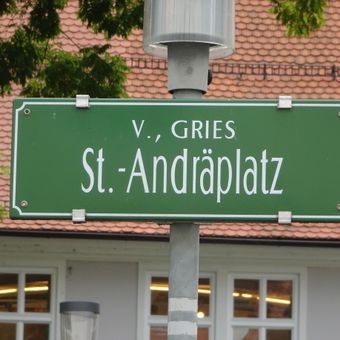 V., GRIES
St.-Andräplatz